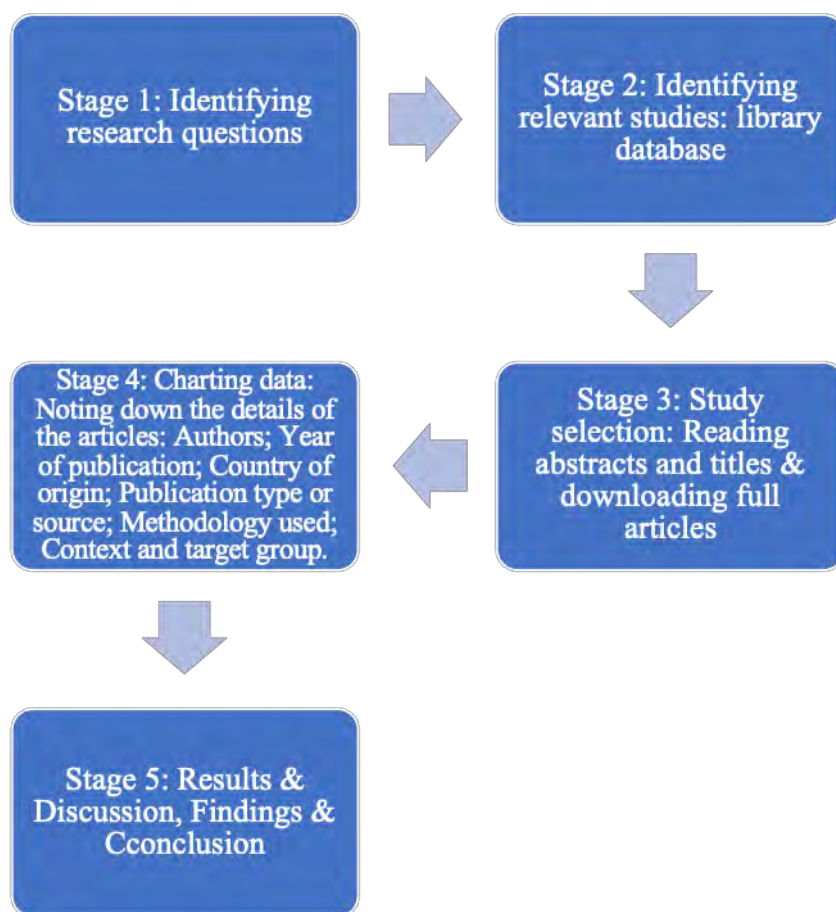 Stage 1: Identifying
research questions
Stage 2: Identifying
relevant studies: library
database
Stage 3: Study
selection: Reading
abstracts and titles &
downloading full
articles
Stage 4: Charting data:
Noting down the details of
the articles: Authors; Year
of publication; Country of
origin; Publication type or
source; Methodology used;
Context and target group.
Stage 5: Results &
Discussion, Findings &
Cconclusion